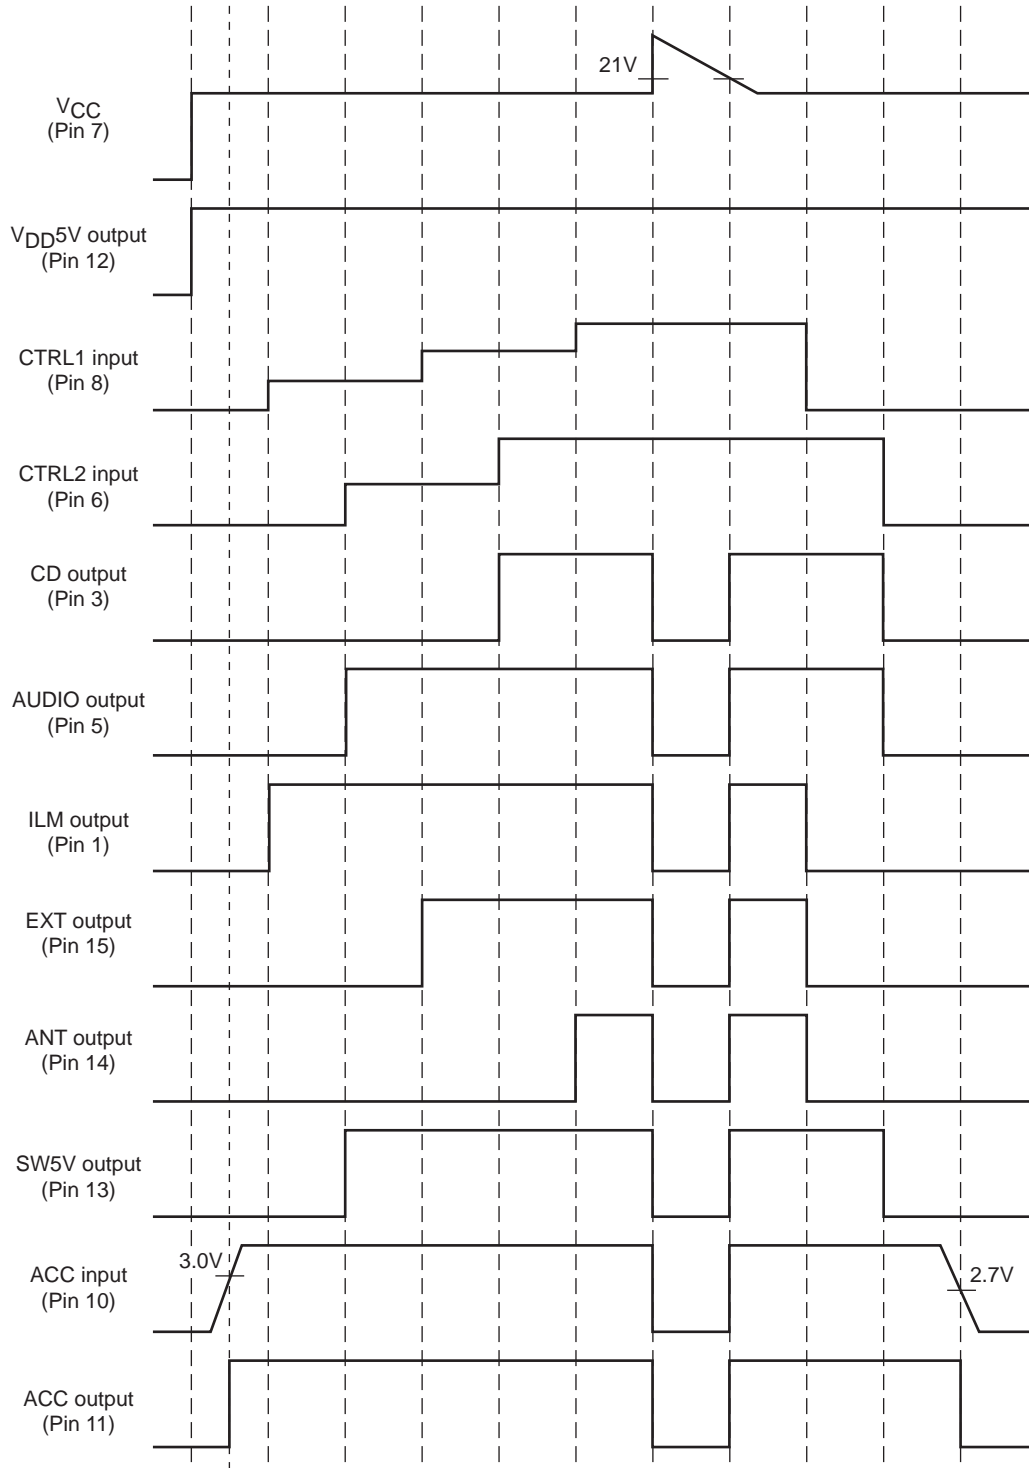 21V
VCC
(Pin 7)
VDD5V output
(Pin 12)
CTRL1 input
(Pin 8)
CTRL2 input
(Pin 6)
CD output
(Pin 3)
AUDIO output
(Pin 5)
ILM output
(Pin 1)
EXT output
(Pin 15)
ANT output
(Pin 14)
SW5V output
(Pin 13)
3.0V
ACC input
(Pin 10)
2.7V
ACC output
(Pin 11)